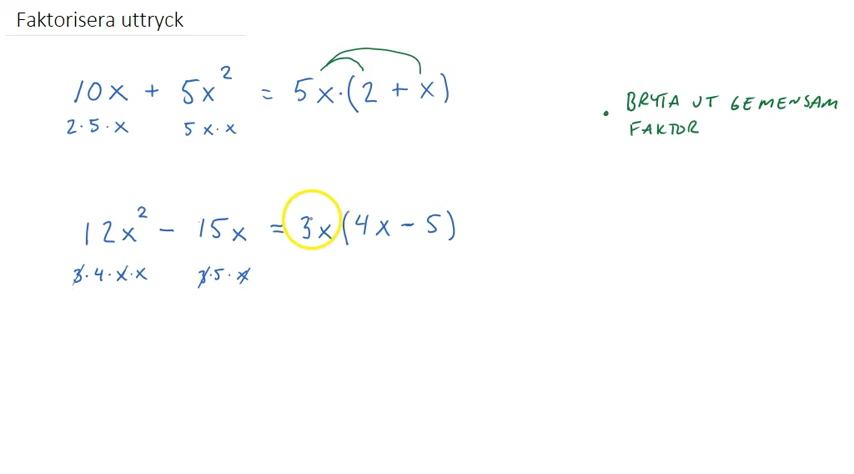 Faktorisera uttryck
10x + 5x² = 5x·(2 + x)
2·5·x 5x·x
• BRYTA UT GEMENSAM
FAKTOR
12x² - 15x = 3x(4x - 5)
3·4·x·x 3·5·x